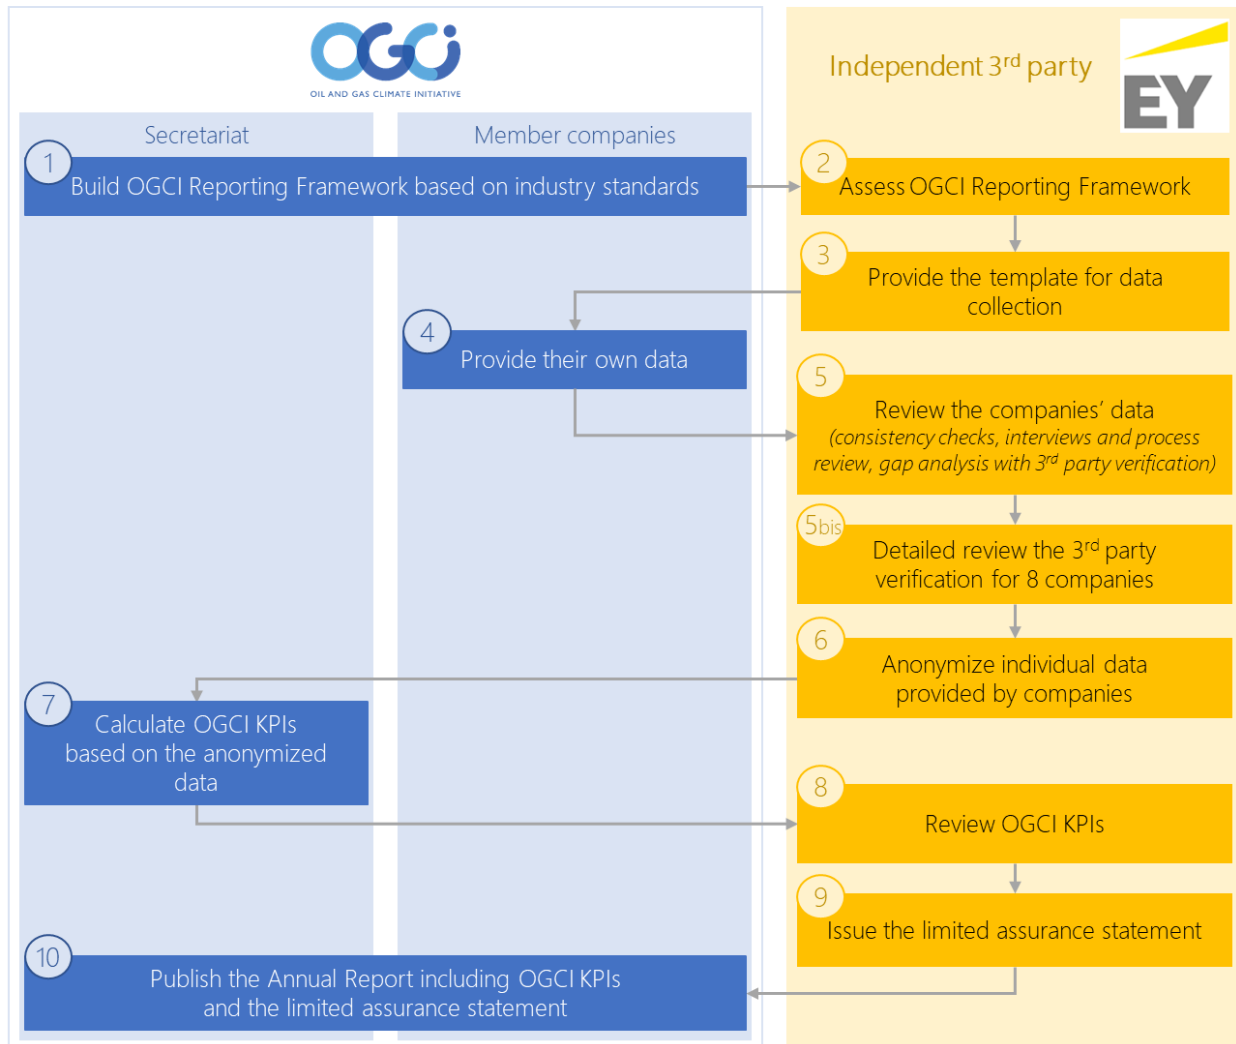 OGCi
OIL AND GAS CLIMATE INITIATIVE
Independent 3rd party
EY
Secretariat
Member companies
1
Build OGCI Reporting Framework based on industry standards
2
Assess OGCI Reporting Framework
3
Provide the template for data
collection
4
Provide their own data
5
Review the companies’ data
(consistency checks, interviews and process
review, gap analysis with 3rd party verification)
5bis
Detailed review the 3rd party
verification for 8 companies
6
Anonymize individual data
provided by companies
7
Calculate OGCI KPIs
based on the anonymized
data
8
Review OGCI KPIs
9
Issue the limited assurance statement
10
Publish the Annual Report including OGCI KPIs
and the limited assurance statement